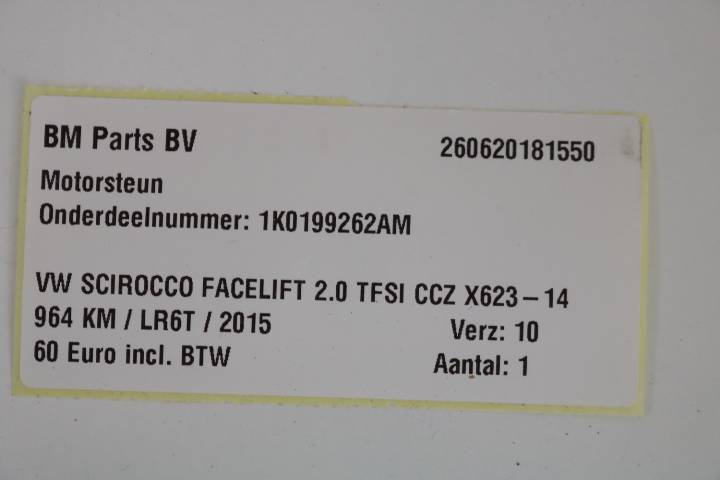 BM Parts BV 260620181550
Motorsteun
Onderdeelnummer: 1K0199262AM
VW SCIROCCO FACELIFT 2.0 TFSI CCZ X623-14
964 KM / LR6T / 2015 Verz: 10
60 Euro incl. BTW Aantal: 1